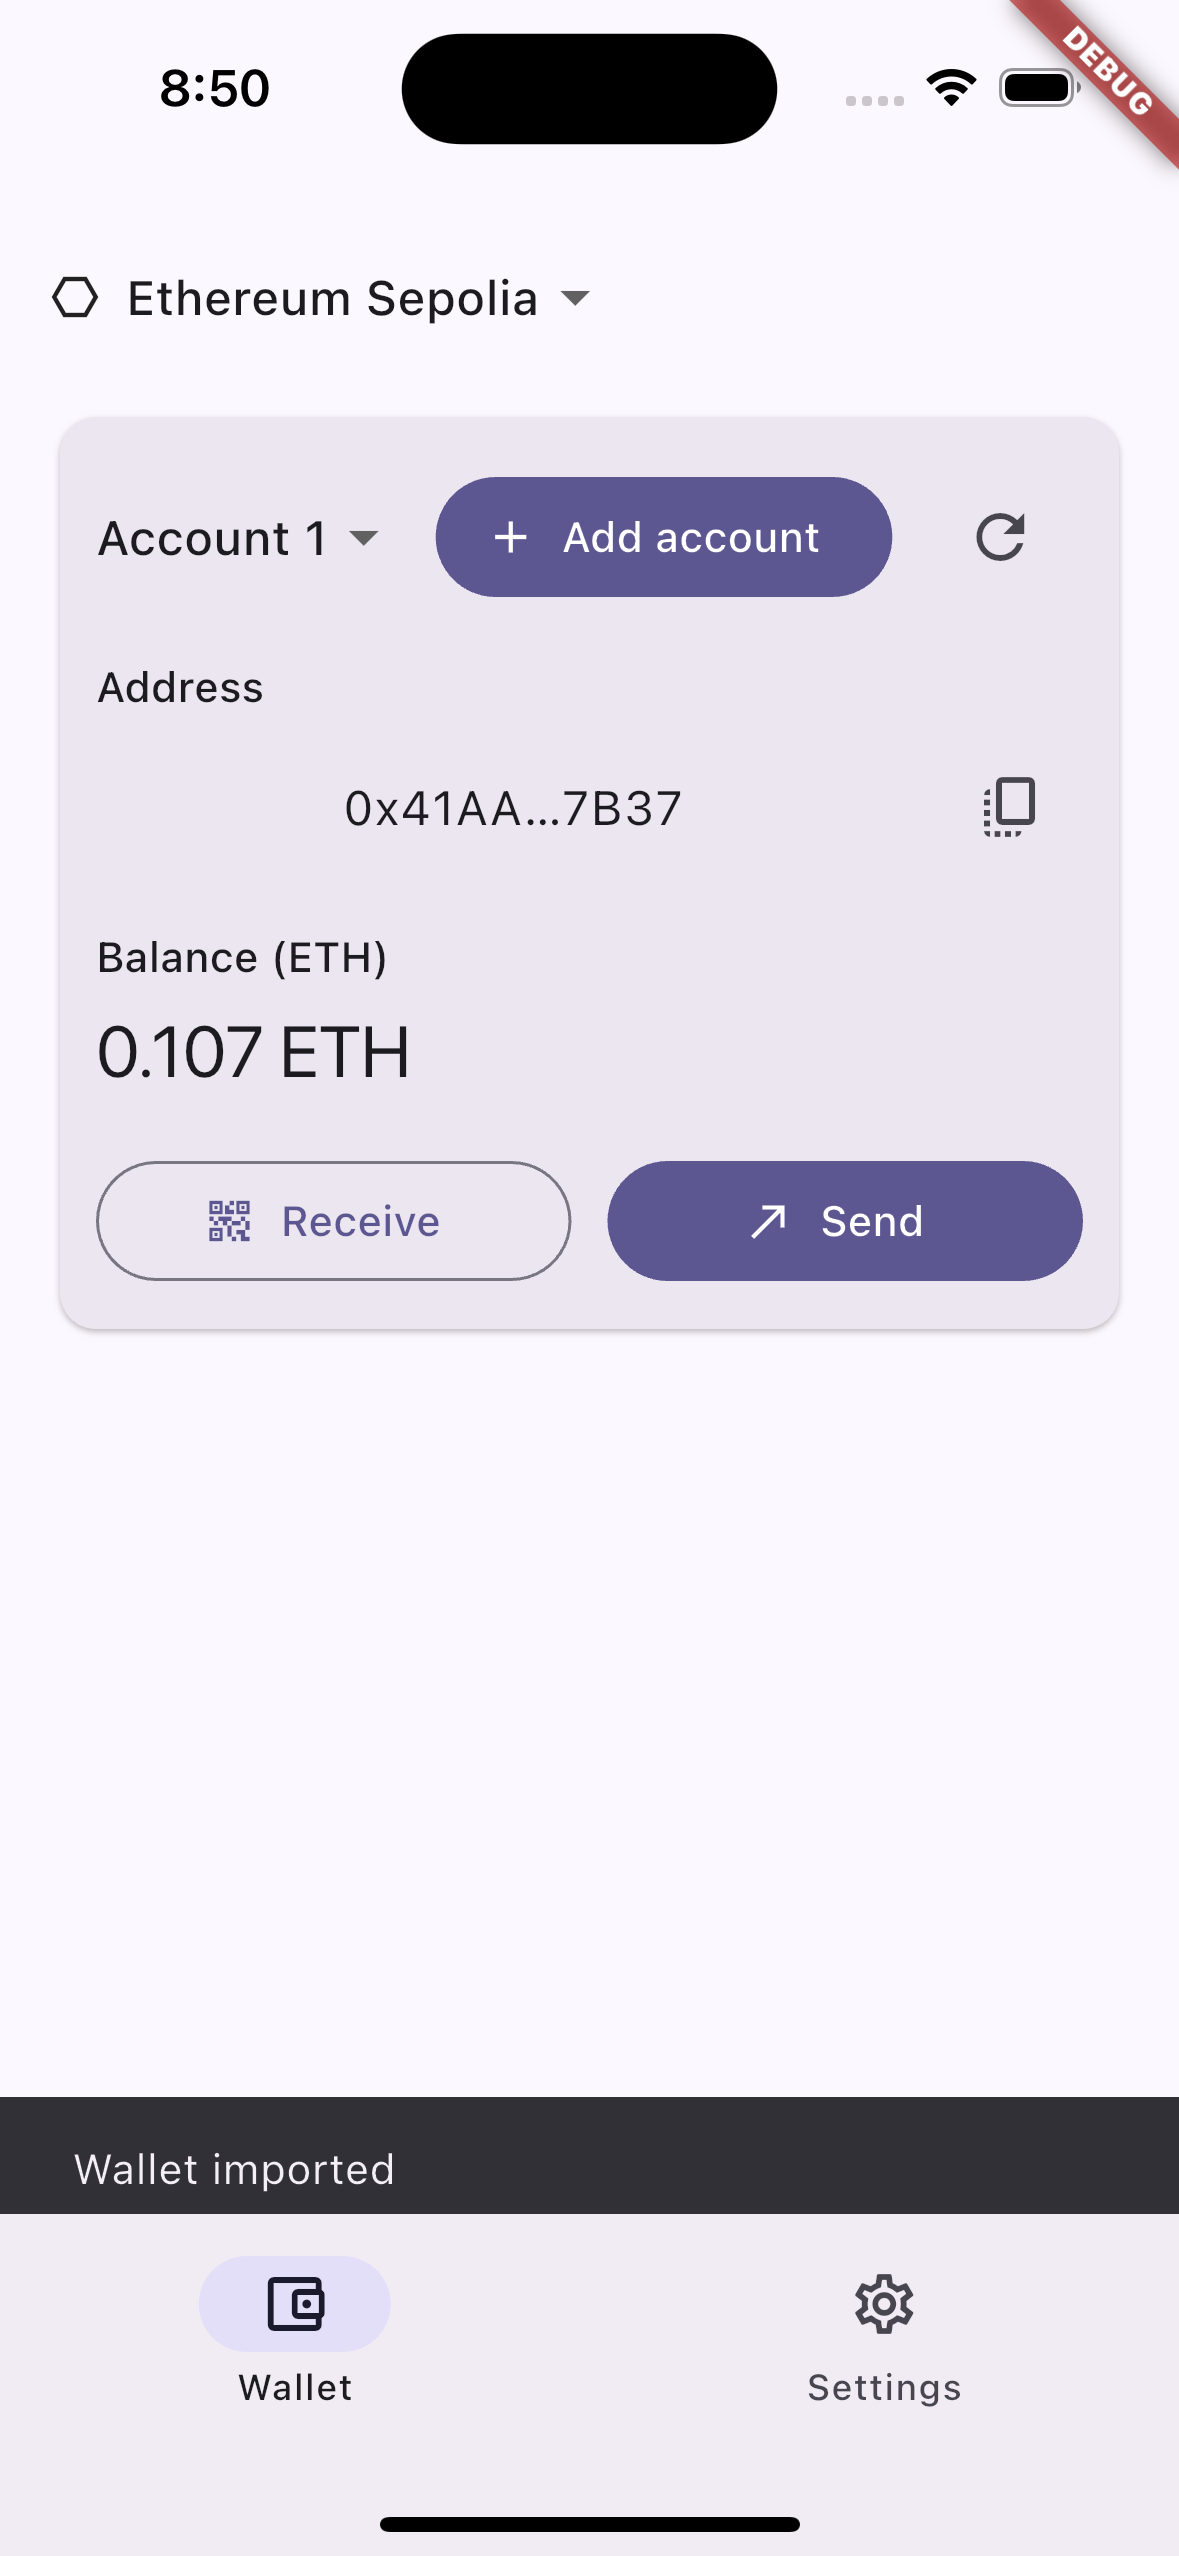 8:50
DEBUG
Ethereum Sepolia
Account 1
Add account
Address
0x41AA...7B37
Balance (ETH)
0.107 ETH
Receive
Send
Wallet imported
Wallet
Settings